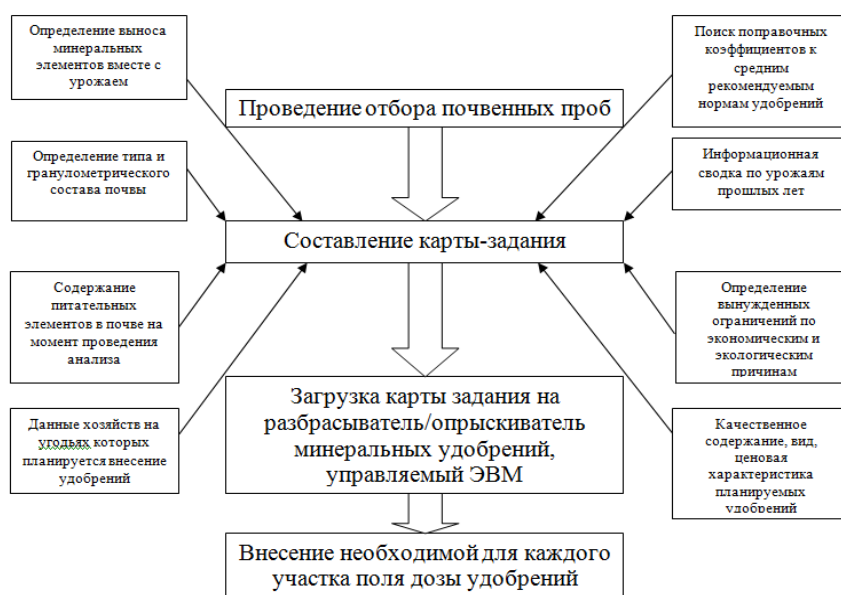 Определение выноса
минеральных
элементов вместе с
урожаем
Поиск поправочных
коэффициентов к
средним
рекомендуемым
нормам удобрений
Проведение отбора почвенных проб
Определение типа и
гранулометрического
состава почвы
Информационная
сводка по урожаям
прошлых лет
Составление карты-задания
Содержание
питательных
элементов в почве на
момент проведения
анализа
Определение
вынужденных
ограничений по
экономическим и
экологическим
причинам
Загрузка карты задания на
разбрасыватель/опрыскиватель
минеральных удобрений,
управляемый ЭВМ
Данные хозяйств на
угодьях которых
планируется внесение
удобрений
Качественное
содержание, вид,
ценовая
характеристика
планируемых
удобрений
Внесение необходимой для каждого
участка поля дозы удобрений